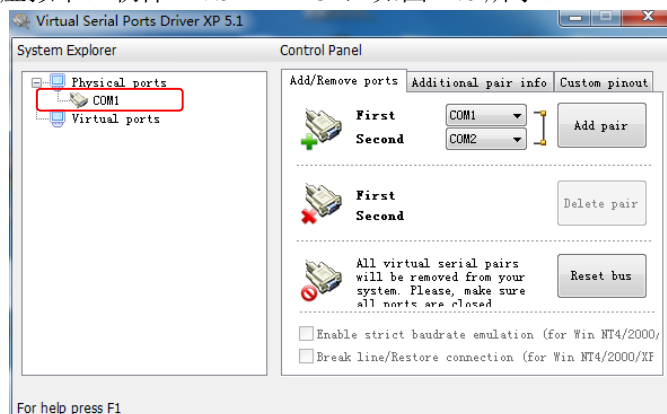 Virtual Serial Ports Driver XP 5.1
System Explorer
Control Panel
Physical ports
COM1
Virtual ports
Add/Remove ports
Additional pair info
Custom pinout
First
COM1
Second
COM2
Add pair
First
Second
Delete pair
All virtual serial pairs
will be removed from your
system. Please, make sure
all ports are closed
Reset bus
Enable strict baudrate emulation (for Win NT4/2000/
Break line/Restore connection (for Win NT4/2000/XP
For help press F1